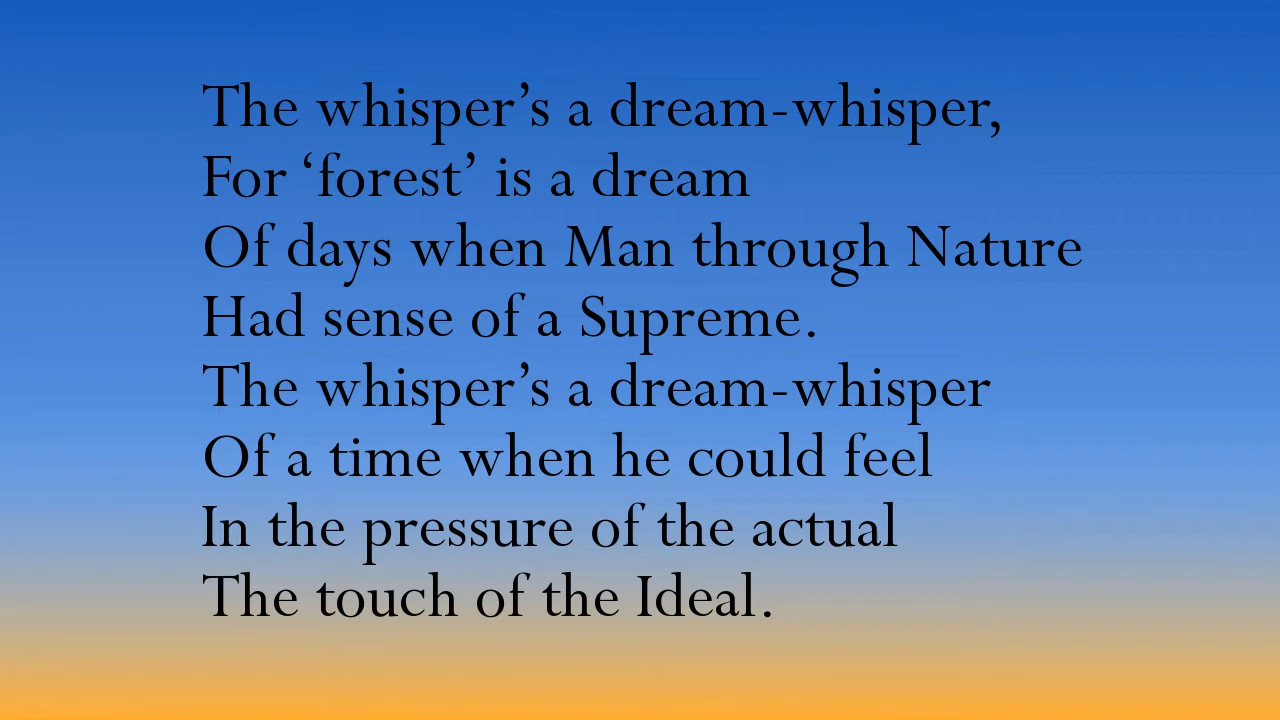 The whisper’s a dream-whisper,
For ‘forest’ is a dream
Of days when Man through Nature
Had sense of a Supreme.
The whisper’s a dream-whisper
Of a time when he could feel
In the pressure of the actual
The touch of the Ideal.